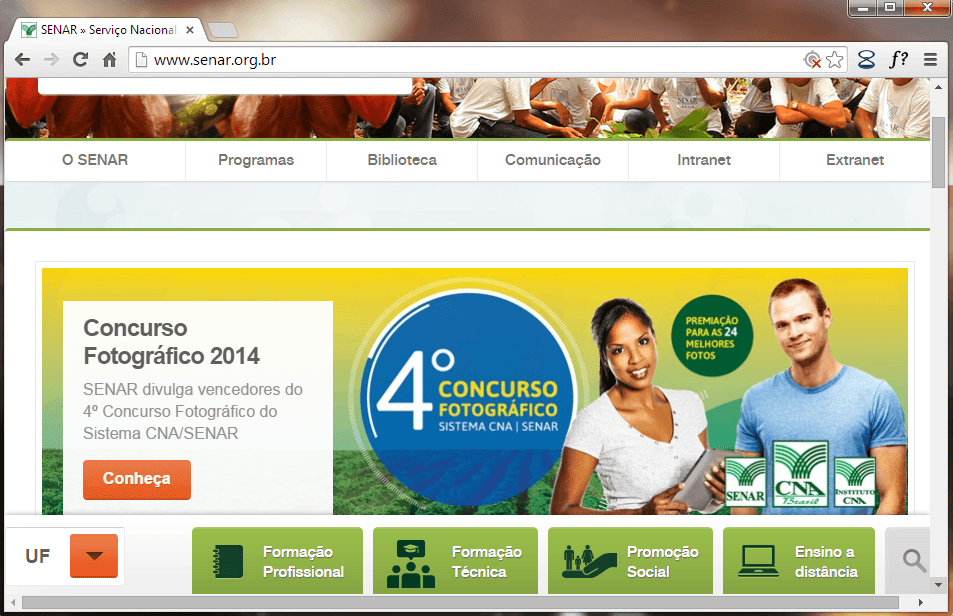 SENAR » Serviço Nacional
www.senar.org.br
f?
SENAR
O SENAR
Programas
Biblioteca
Comunicação
Intranet
Extranet
Concurso
Fotográfico 2014
SENAR divulga vencedores do
4º Concurso Fotográfico do
Sistema CNA/SENAR
Conheça
4º CONCURSO
FOTOGRÁFICO
SISTEMA CNA | SENAR
PREMIAÇÃO
PARA AS 24
MELHORES
FOTOS
SENAR
CNA
Brasil
INSTITUTO
CNA
UF
Formação
Profissional
Formação
Técnica
Promoção
Social
Ensino a
distância